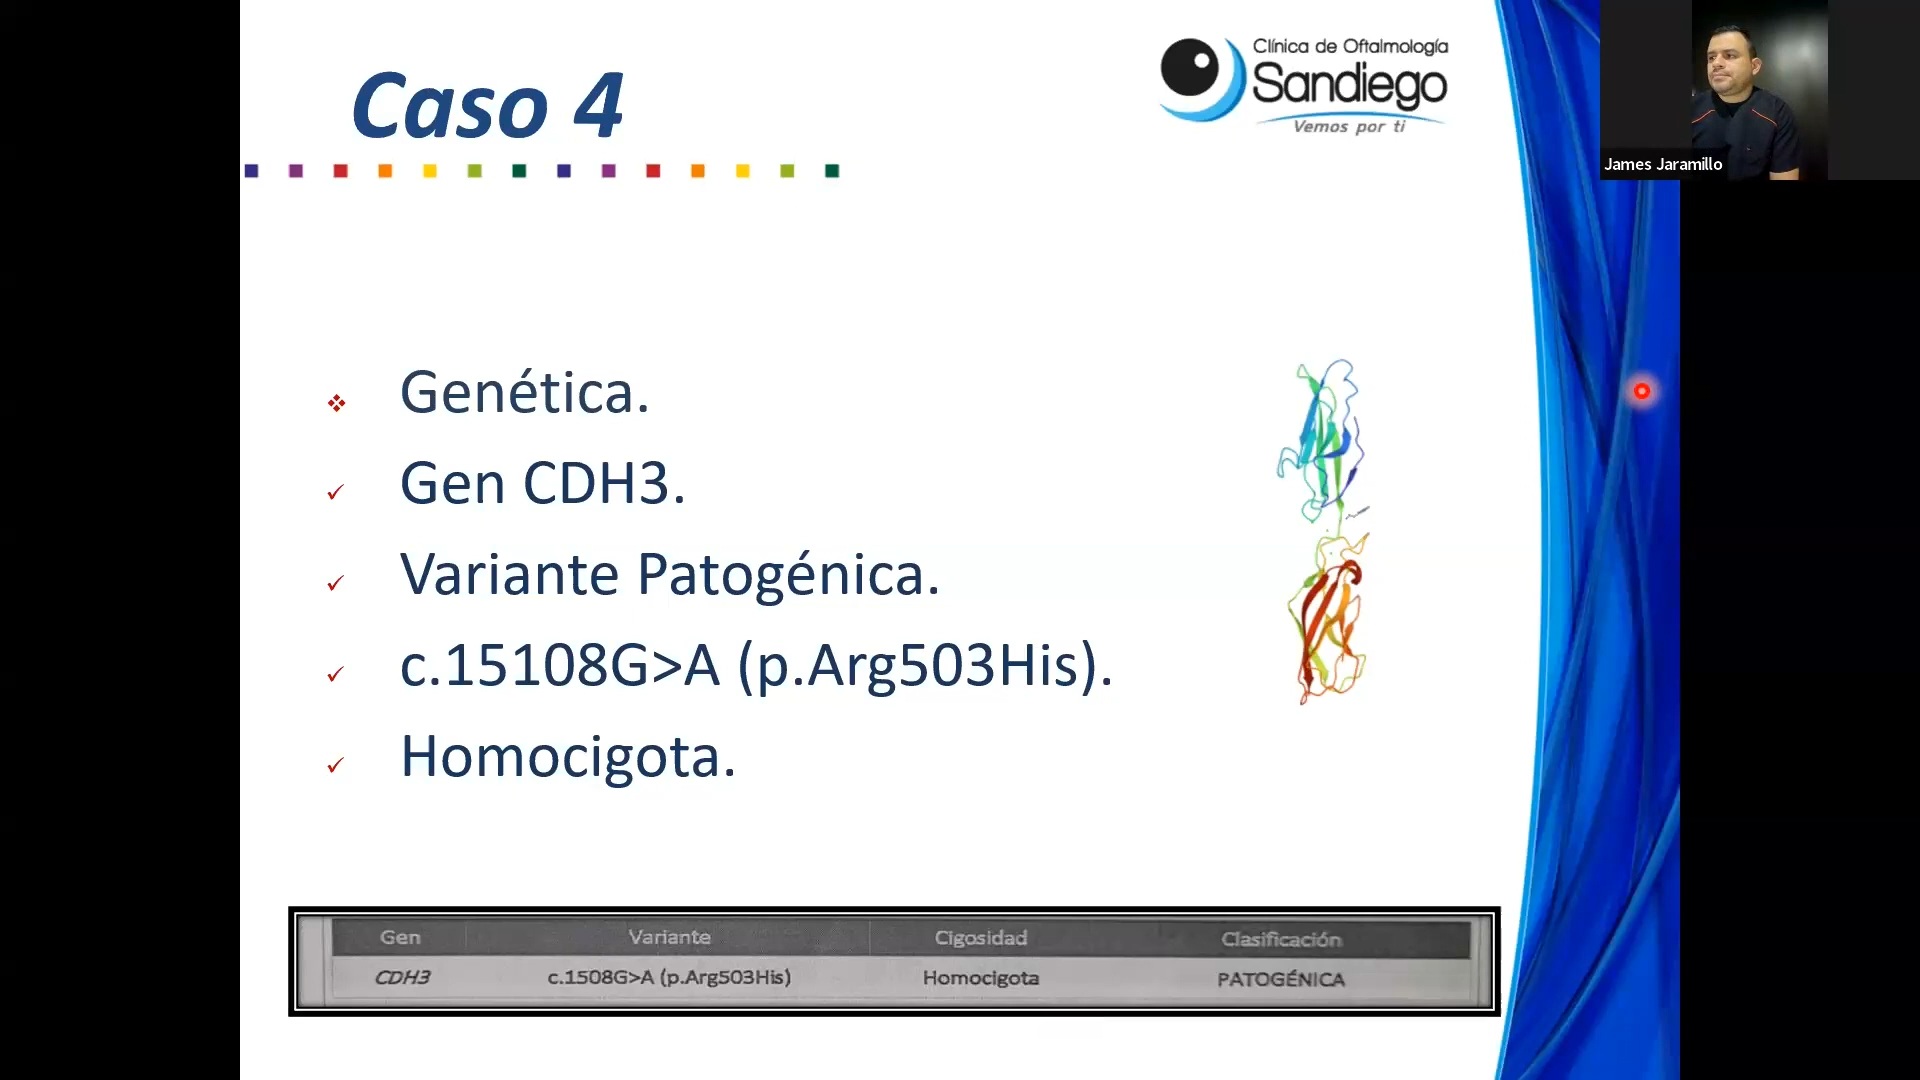 Caso 4
Clínica de Oftalmología
Sandiego
Vemos por ti
James Jaramillo
Genética.
Gen CDH3.
Variante Patogénica.
c.15108G>A (p.Arg503His).
Homocigota.
Gen Variante Cigosidad Clasificación
CDH3 c.1508G>A (p.Arg503His) Homocigota PATOGÉNICA